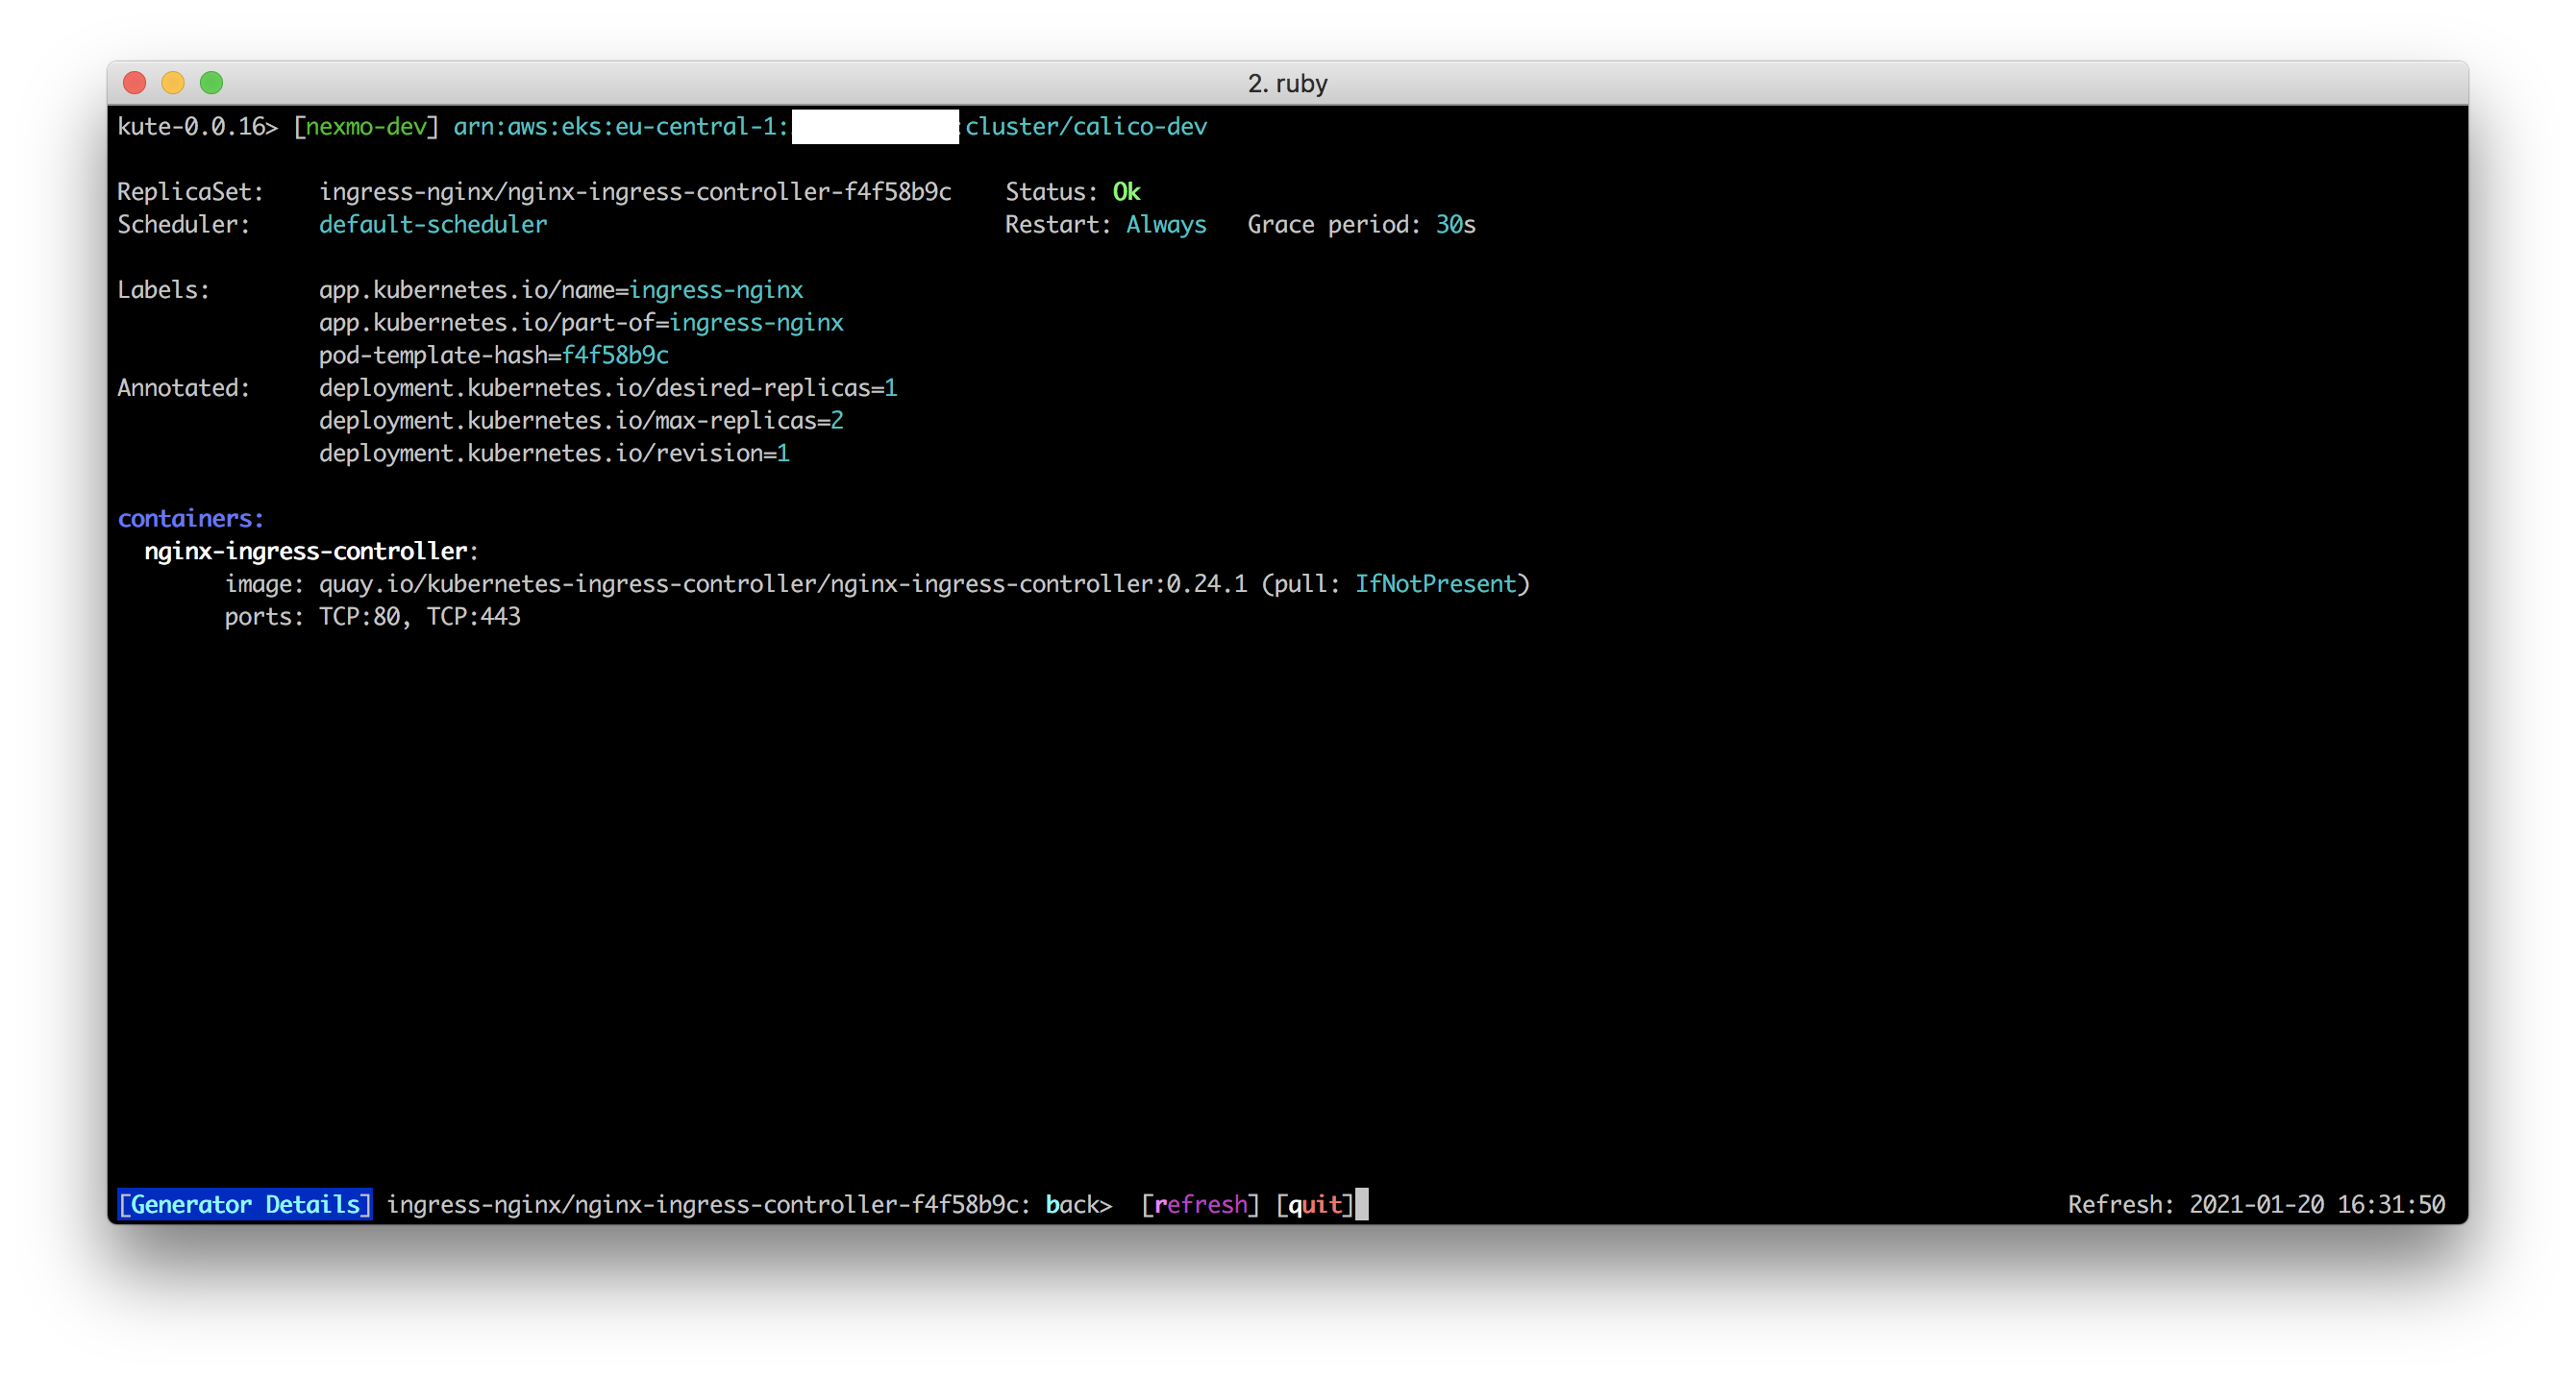 2. ruby
kute-0.0.16> [nexmo-dev] arn:aws:eks:eu-central-1: :cluster/calico-dev
ReplicaSet: ingress-nginx/nginx-ingress-controller-f4f58b9c Status: Ok
Scheduler: default-scheduler Restart: Always Grace period: 30s
Labels: app.kubernetes.io/name=ingress-nginx
app.kubernetes.io/part-of=ingress-nginx
pod-template-hash=f4f58b9c
Annotated: deployment.kubernetes.io/desired-replicas=1
deployment.kubernetes.io/max-replicas=2
deployment.kubernetes.io/revision=1
containers:
nginx-ingress-controller:
image: quay.io/kubernetes-ingress-controller/nginx-ingress-controller:0.24.1 (pull: IfNotPresent)
ports: TCP:80, TCP:443
[Generator Details] ingress-nginx/nginx-ingress-controller-f4f58b9c: back> [refresh] [quit] Refresh: 2021-01-20 16:31:50